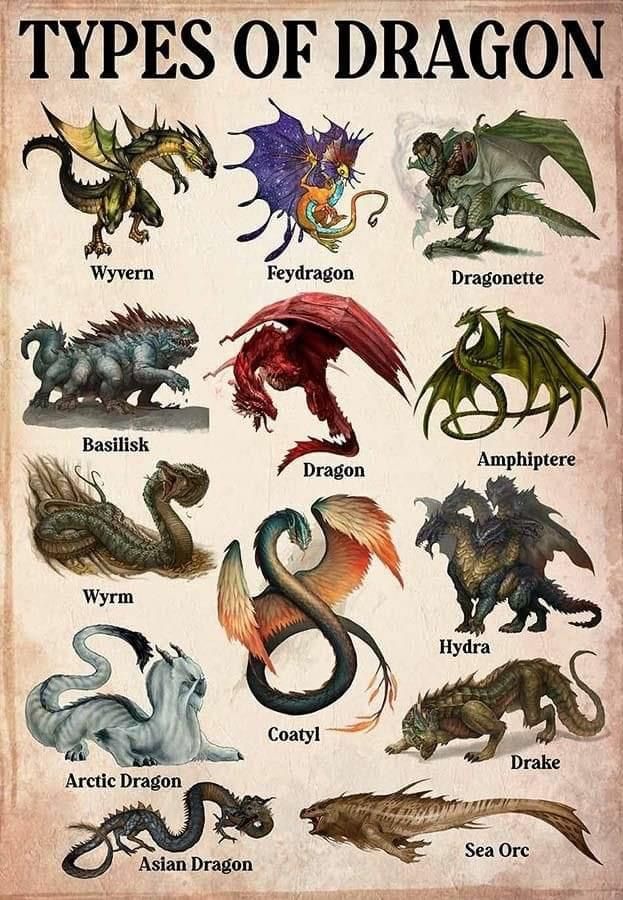 TYPES OF DRAGON
Wyvern
Feydragon
Dragonette
Basilisk
Dragon
Amphiptere
Wyrm
Hydra
Coatyl
Drake
Arctic Dragon
Asian Dragon
Sea Orc